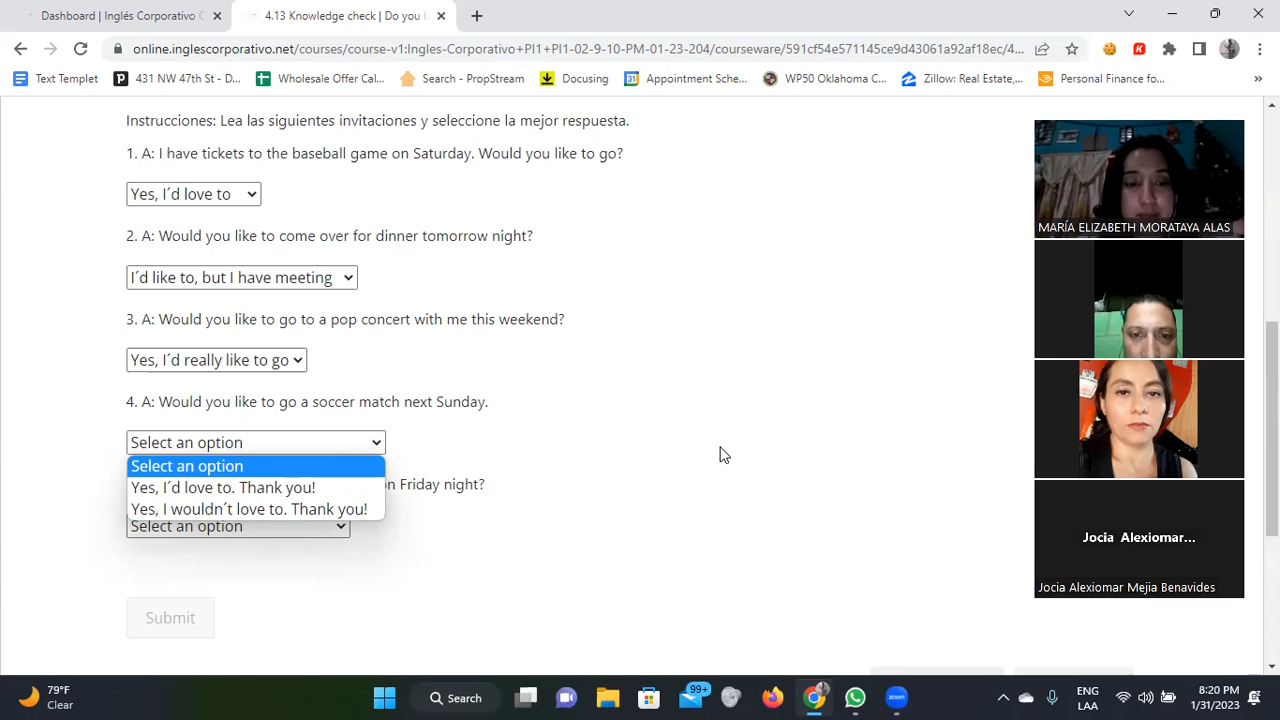 Dashboard | Inglés Corporativo C
4.13 Knowledge check | Do you l
online.inglescorporativo.net/courses/course-v1:Ingles-Corporativo+PI1+PI1-02-9-10-PM-01-23-204/courseware/591cf54e571145ce9d43061a92af18ec/4...
Text Templet
431 NW 47th St - D...
Wholesale Offer Cal...
Search - PropStream
Docusing
Appointment Sche...
WP50 Oklahoma C...
Zillow: Real Estate,...
Personal Finance fo...
»
Instrucciones: Lea las siguientes invitaciones y seleccione la mejor respuesta.
1. A: I have tickets to the baseball game on Saturday. Would you like to go?
Yes, I´d love to
2. A: Would you like to come over for dinner tomorrow night?
I´d like to, but I have meeting
3. A: Would you like to go to a pop concert with me this weekend?
Yes, I´d really like to go
4. A: Would you like to go a soccer match next Sunday.
Select an option
Select an option
Yes, I´d love to. Thank you!
on Friday night?
Yes, I wouldn´t love to. Thank you!
Select an option
Submit
MARÍA ELIZABETH MORATAYA ALAS
Jocia Alexiomar...
Jocia Alexiomar Mejia Benavides
79°F
Clear
Search
99+
zoom
ENG
LAA
8:20 PM
1/31/2023